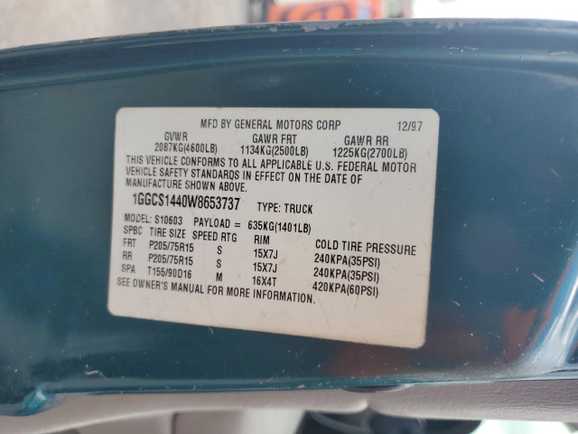 MFD BY GENERAL MOTORS CORP 12/97
GVWR GAWR FRT GAWR RR
2087KG(4600LB) 1134KG(2500LB) 1225KG(2700LB)
THIS VEHICLE CONFORMS TO ALL APPLICABLE U.S. FEDERAL MOTOR
VEHICLE SAFETY STANDARDS IN EFFECT ON THE DATE OF
MANUFACTURE SHOWN ABOVE.
1GGCS1440W8653737 TYPE: TRUCK
MODEL: S10603 PAYLOAD = 635KG(1401LB)
SPBC TIRE SIZE SPEED RTG RIM COLD TIRE PRESSURE
FRT P205/75R15 S 15X7J 240KPA(35PSI)
RR P205/75R15 S 15X7J 240KPA(35PSI)
SPA T155/90D16 M 16X4T 420KPA(60PSI)
SEE OWNER'S MANUAL FOR MORE INFORMATION.